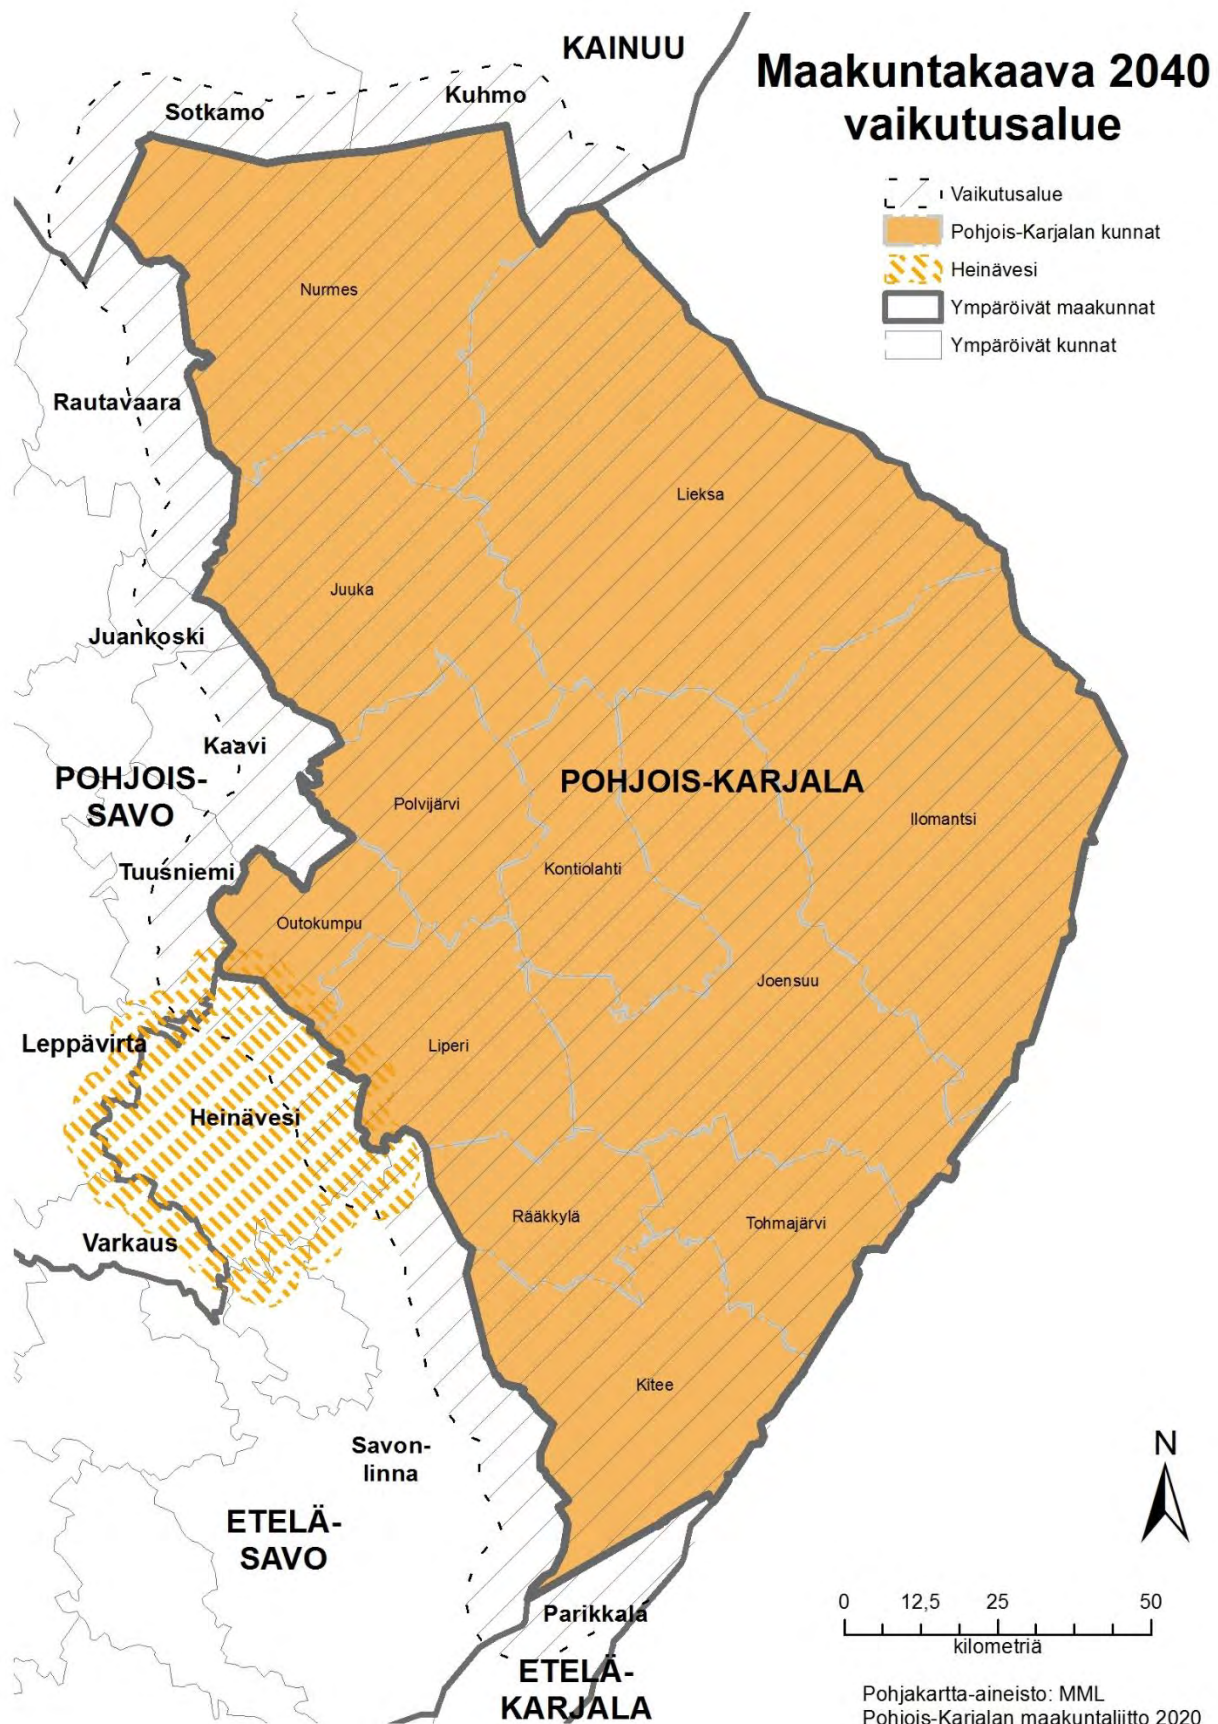 KAINUU
Maakuntakaava 2040
vaikutusalue
Kuhmo
Sotkamo
Vaikutusalue
Pohjois-Karjalan kunnat
Heinävesi
Ympäröivät maakunnat
Ympäröivät kunnat
Nurmes
Rautavaara
Lieksa
Juuka
Juankoski
Kaavi
POHJOIS-
SAVO
POHJOIS-KARJALA
Polvijärvi
Ilomantsi
Kontiolahti
Tuusniemi
Outokumpu
Joensuu
Leppävirta
Liperi
Heinävesi
Rääkkylä
Tohmajärvi
Varkaus
Kitee
Savon-
linna
N
ETELÄ-
SAVO
Parikkala
0 12,5 25 50
kilometriä
ETELÄ-
KARJALA
Pohjakartta-aineisto: MML
Pohjois-Karjalan maakuntaliitto 2020